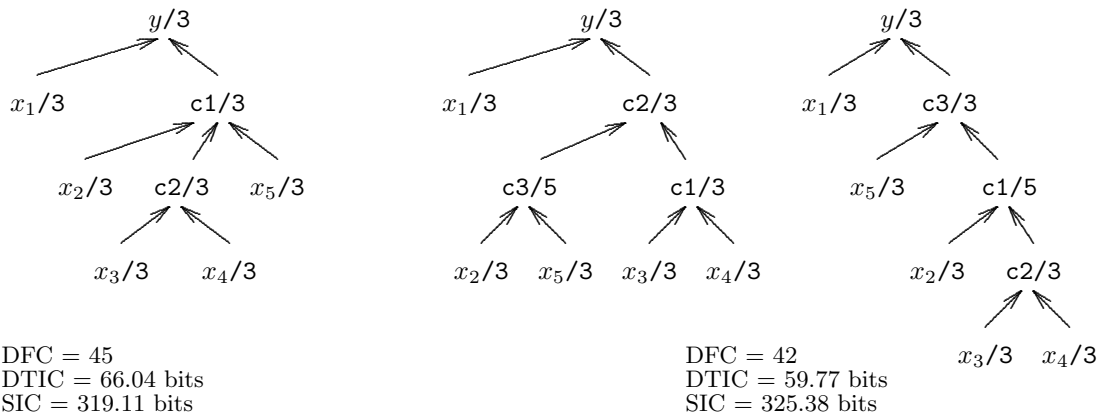 y/3 y/3 y/3
x₁/3 c1/3 x₁/3 c2/3 x₁/3 c3/3
x₂/3 c2/3 x₅/3 c3/5 c1/3 x₅/3 c1/5
x₃/3 x₄/3 x₂/3 x₅/3 x₃/3 x₄/3 x₂/3 c2/3
x₃/3 x₄/3
DFC = 45
DTIC = 66.04 bits
SIC = 319.11 bits
DFC = 42
DTIC = 59.77 bits
SIC = 325.38 bits